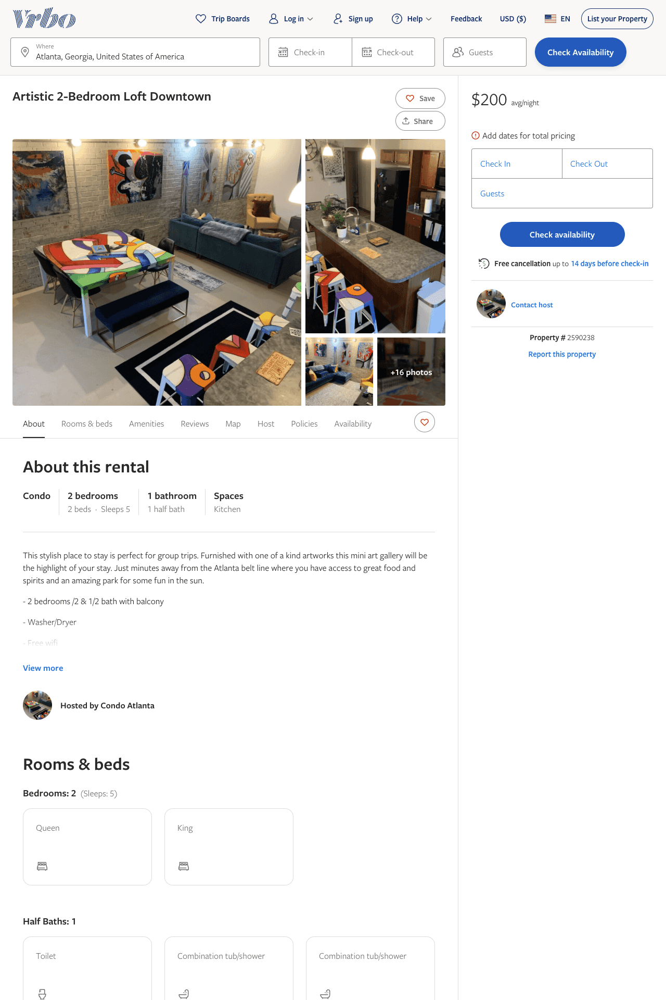 Vrbo
Trip Boards
Log in
Sign up
Help
Feedback
USD ($)
EN
List your Property
Where
Atlanta, Georgia, United States of America
Check-in
Check-out
Guests
Check Availability
Artistic 2-Bedroom Loft Downtown
Save
Share
+16 photos
$200 avg/night
Add dates for total pricing
Check In
Check Out
Guests
Check availability
Free cancellation up to 14 days before check-in
Contact host
Property # 2590238
Report this property
About
Rooms & beds
Amenities
Reviews
Map
Host
Policies
Availability
About this rental
Condo
2 bedrooms
2 beds · Sleeps 5
1 bathroom
1 half bath
Spaces
Kitchen
This stylish place to stay is perfect for group trips. Furnished with one of a kind artworks this mini art gallery will be
the highlight of your stay. Just minutes away from the Atlanta belt line where you have access to great food and
spirits and an amazing park for some fun in the sun.
- 2 bedrooms /2 & 1/2 bath with balcony
- Washer/Dryer
- Free wifi
View more
Hosted by Condo Atlanta
Rooms & beds
Bedrooms: 2 (Sleeps: 5)
Queen
King
Half Baths: 1
Toilet
Combination tub/shower
Combination tub/shower